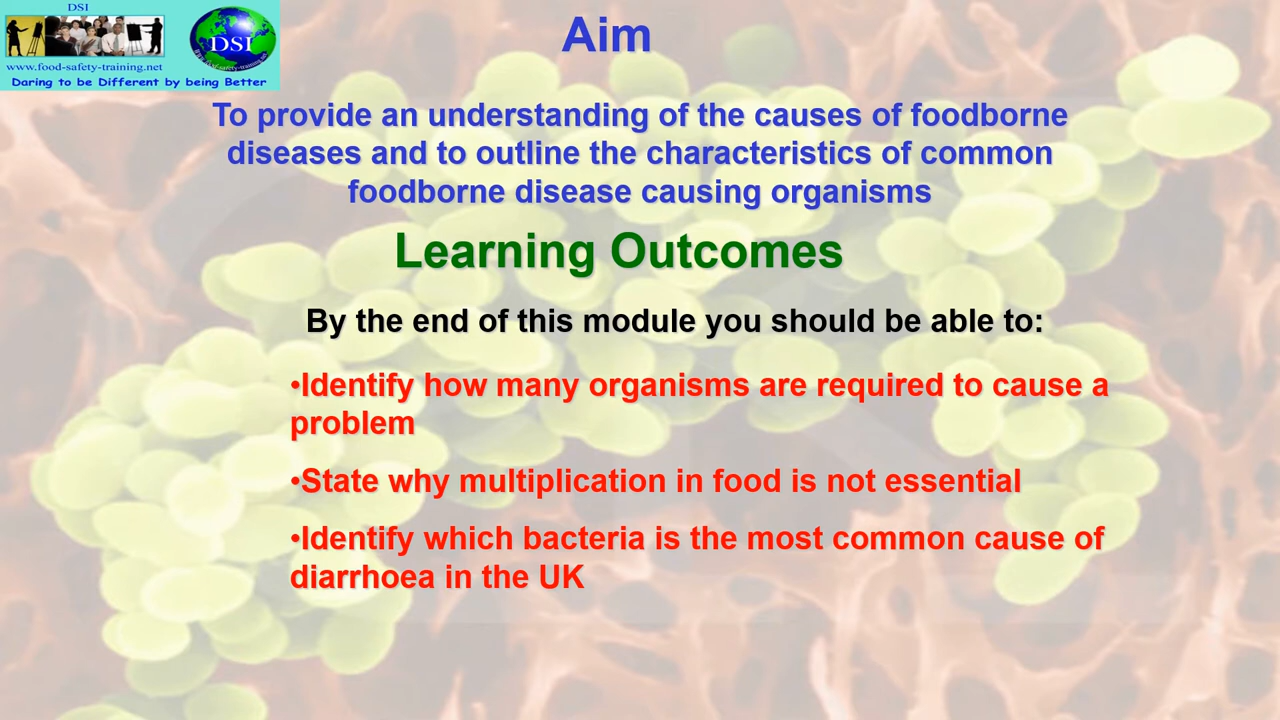 DSI
DSI
www.food-safety-training.net
Daring to be Different by being Better
Aim
To provide an understanding of the causes of foodborne
diseases and to outline the characteristics of common
foodborne disease causing organisms
Learning Outcomes
By the end of this module you should be able to:
•Identify how many organisms are required to cause a
problem
•State why multiplication in food is not essential
•Identify which bacteria is the most common cause of
diarrhoea in the UK